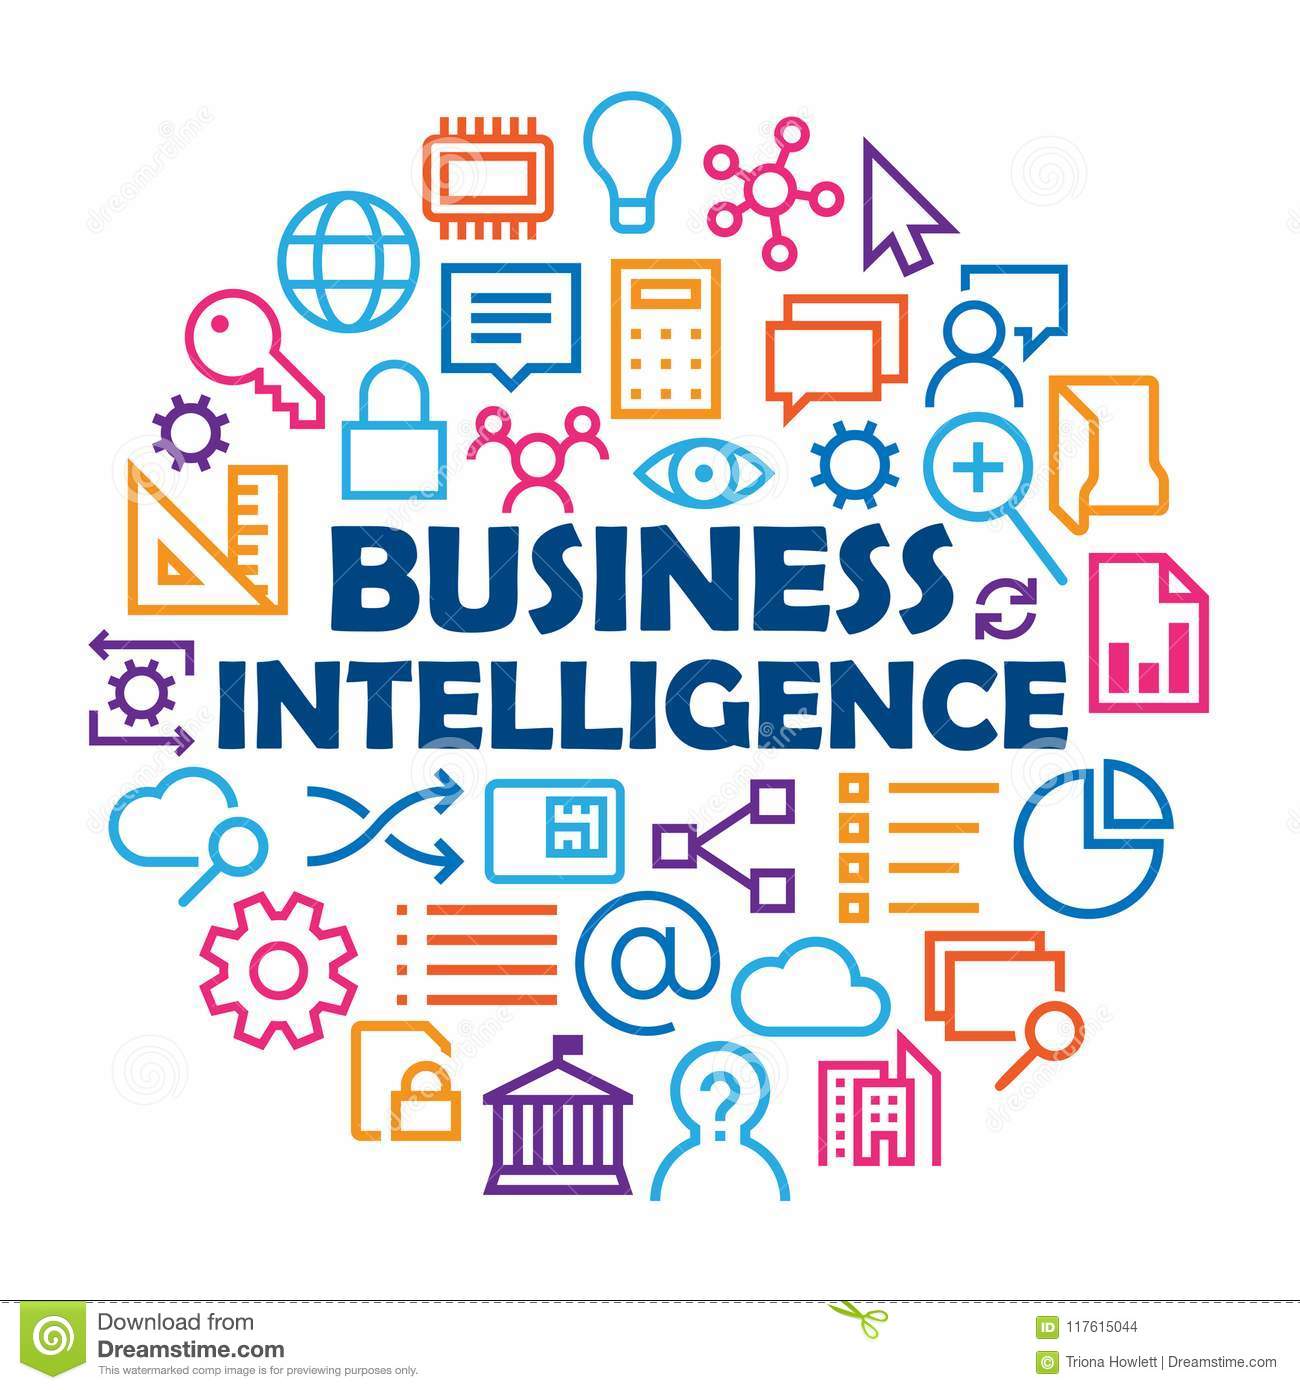 BUSINESS
INTELLIGENCE
@
?
Download from
Dreamstime.com
This watermarked comp image is for previewing purposes only.
ID 117615044
© Triona Howlett | Dreamstime.com
dreamstime